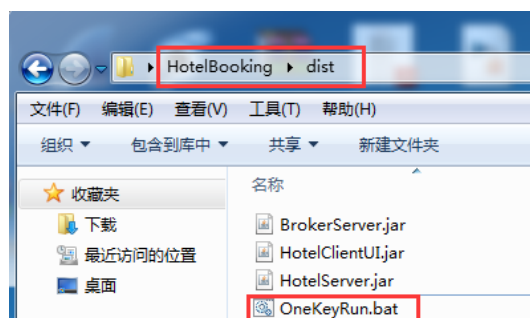 HotelBooking ▸ dist
文件(F) 编辑(E) 查看(V) 工具(T) 帮助(H)
组织 包含到库中 共享 新建文件夹
收藏夹
下载
最近访问的位置
桌面
名称
BrokerServer.jar
HotelClientUI.jar
HotelServer.jar
OneKeyRun.bat